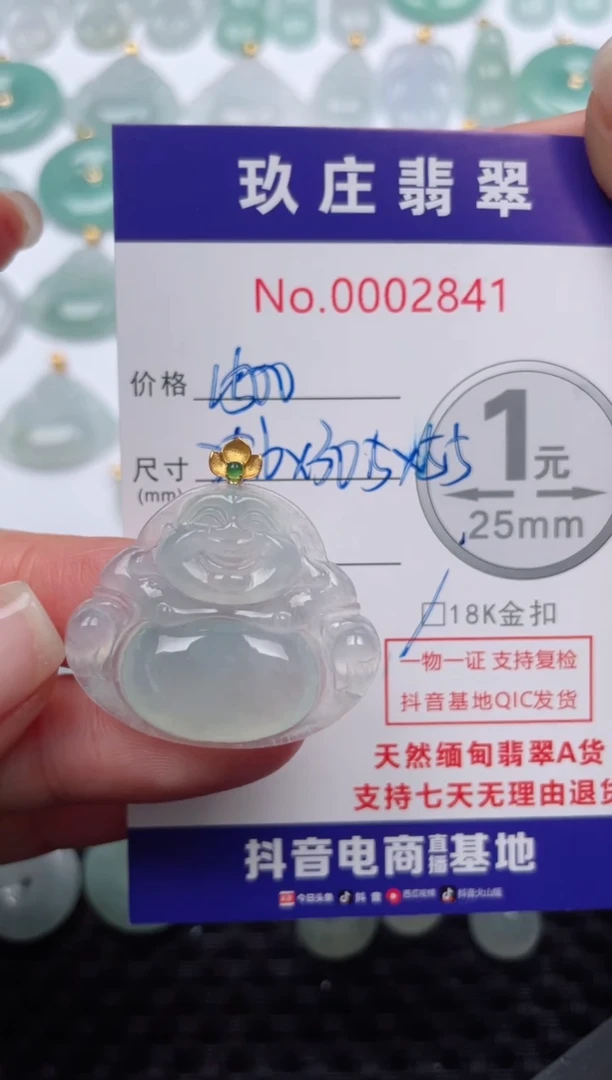 玖庄翡翠
No.0002841
价格
尺寸
(mm)
1元
25mm
18K金扣
一物一证 支持复检
抖音基地QIC发货
天然缅甸翡翠A货
支持七天无理由退货
抖音电商直播基地
今日头条 抖音 西瓜视频 抖音火山版